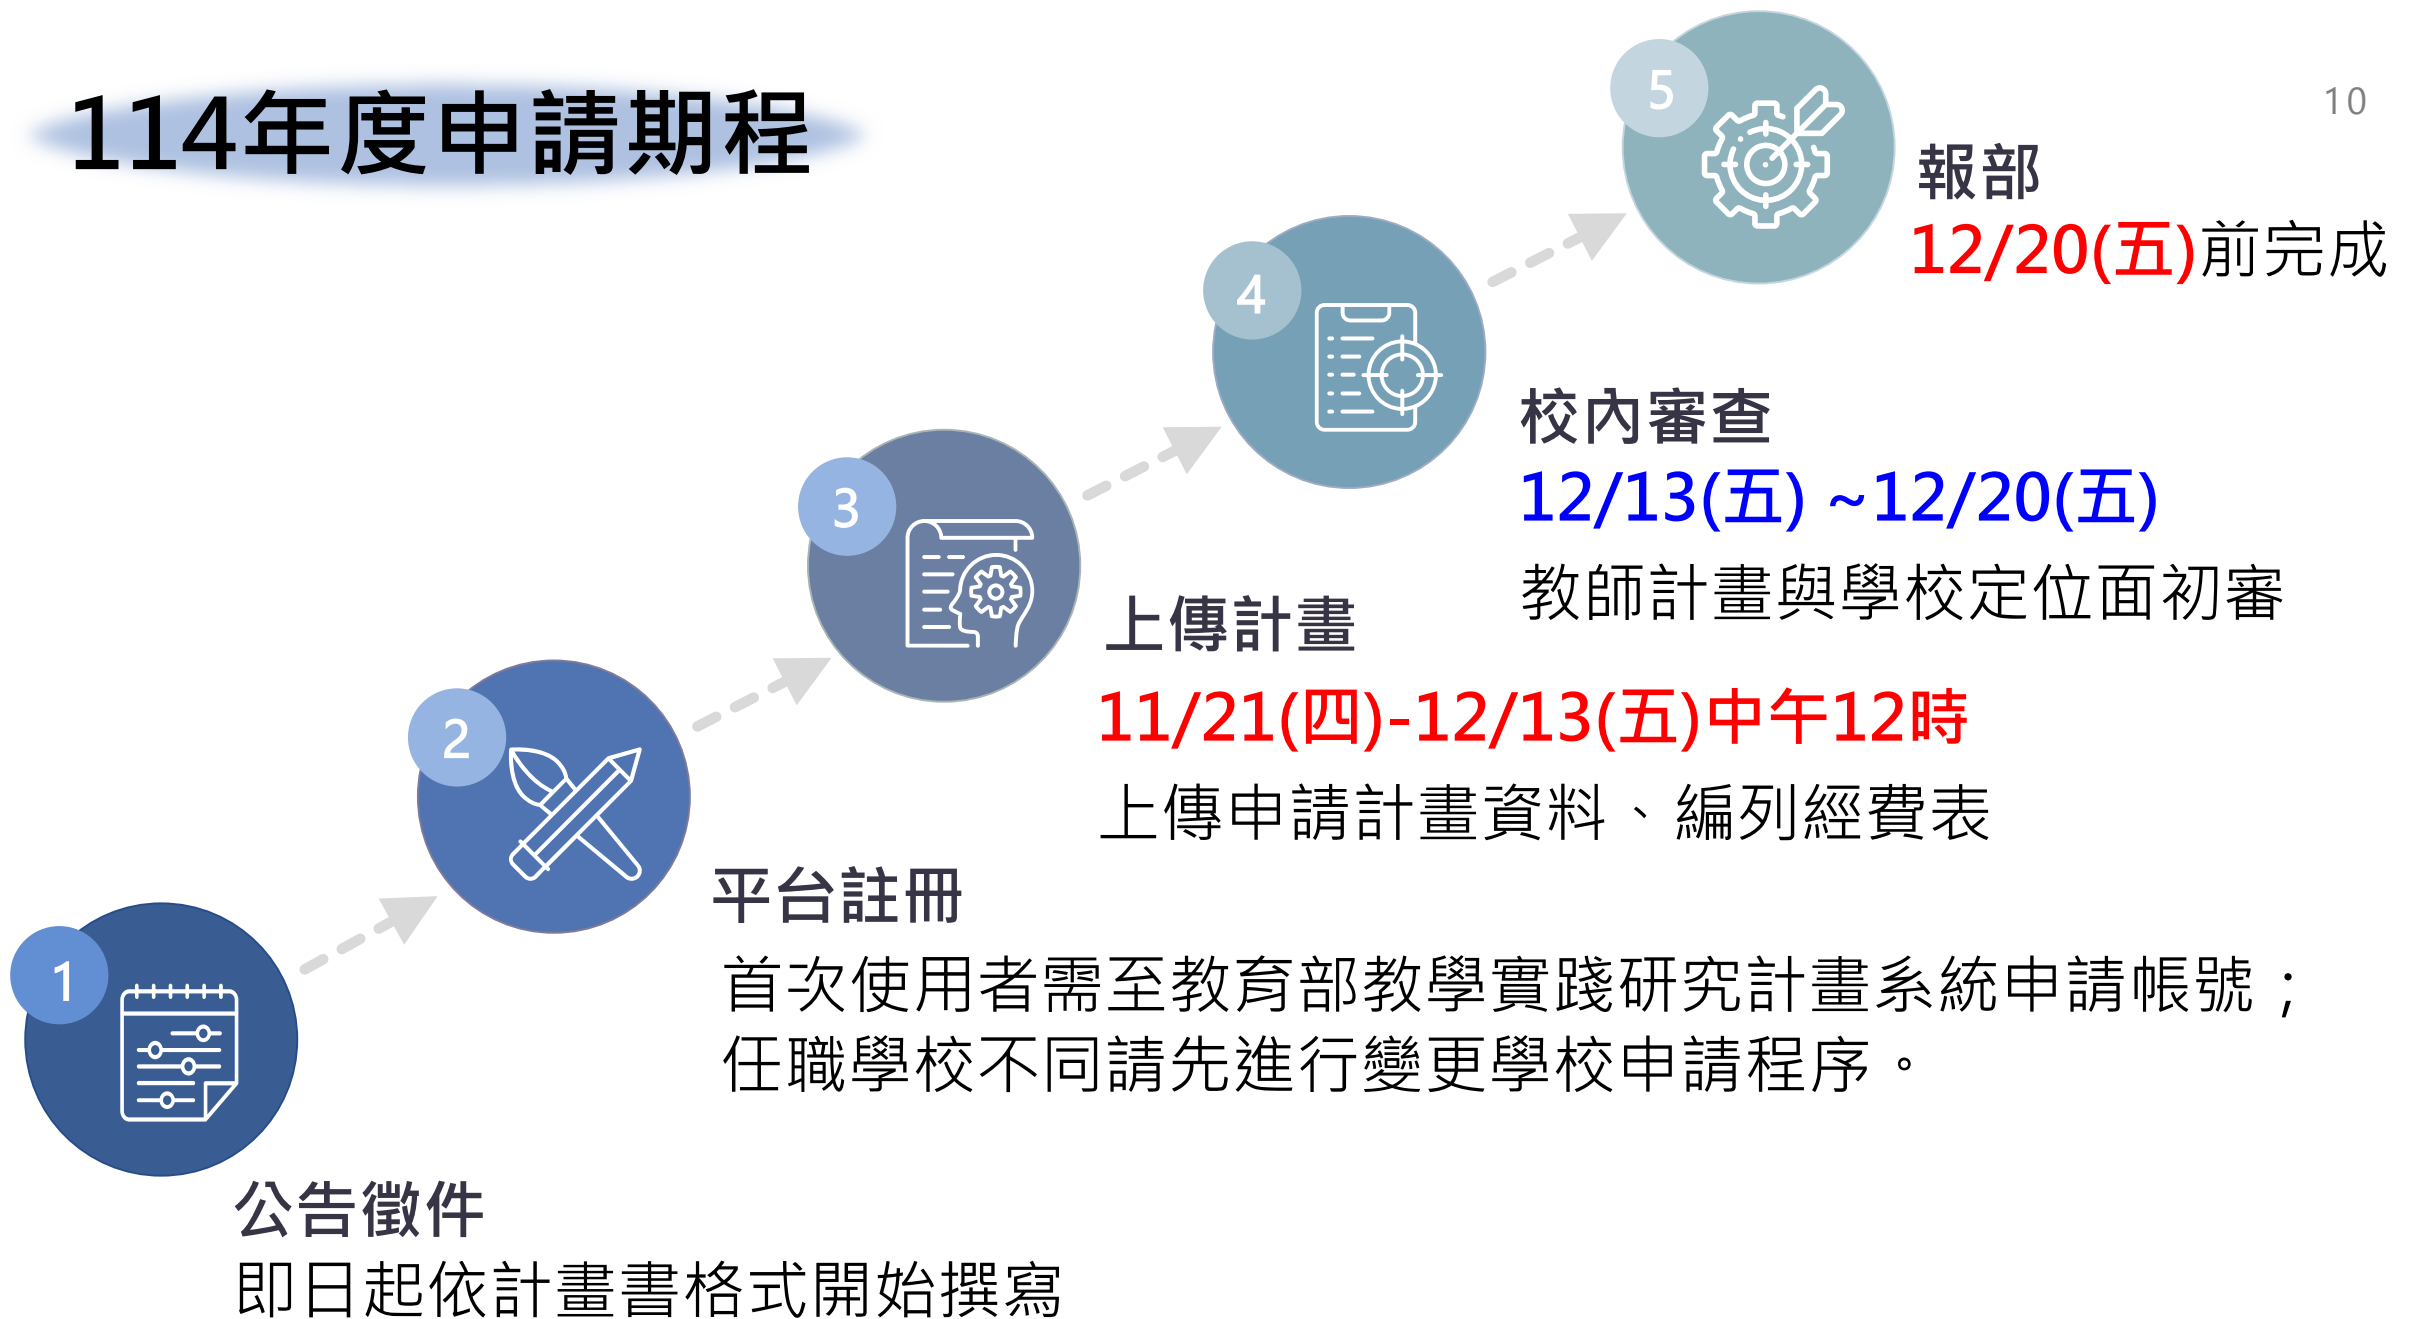 114年度申請期程
10
5
報部
12/20(五)前完成
4
校內審查
12/13(五) ~12/20(五)
教師計畫與學校定位面初審
3
上傳計畫
11/21(四)-12/13(五)中午12時
上傳申請計畫資料、編列經費表
2
平台註冊
首次使用者需至教育部教學實踐研究計畫系統申請帳號；
任職學校不同請先進行變更學校申請程序。
1
公告徵件
即日起依計畫書格式開始撰寫